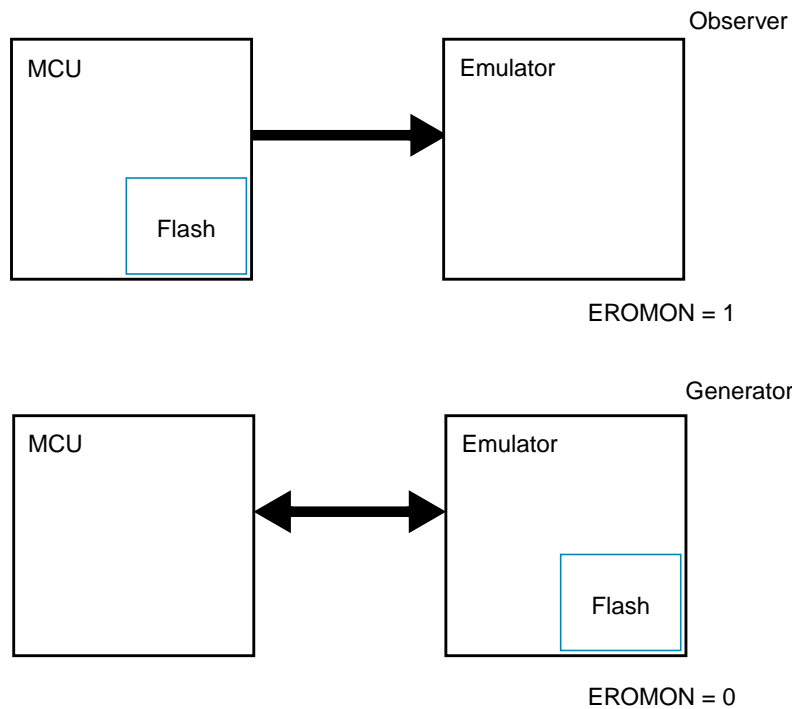 Observer
MCU
Emulator
Flash
EROMON = 1
Generator
MCU
Emulator
Flash
EROMON = 0